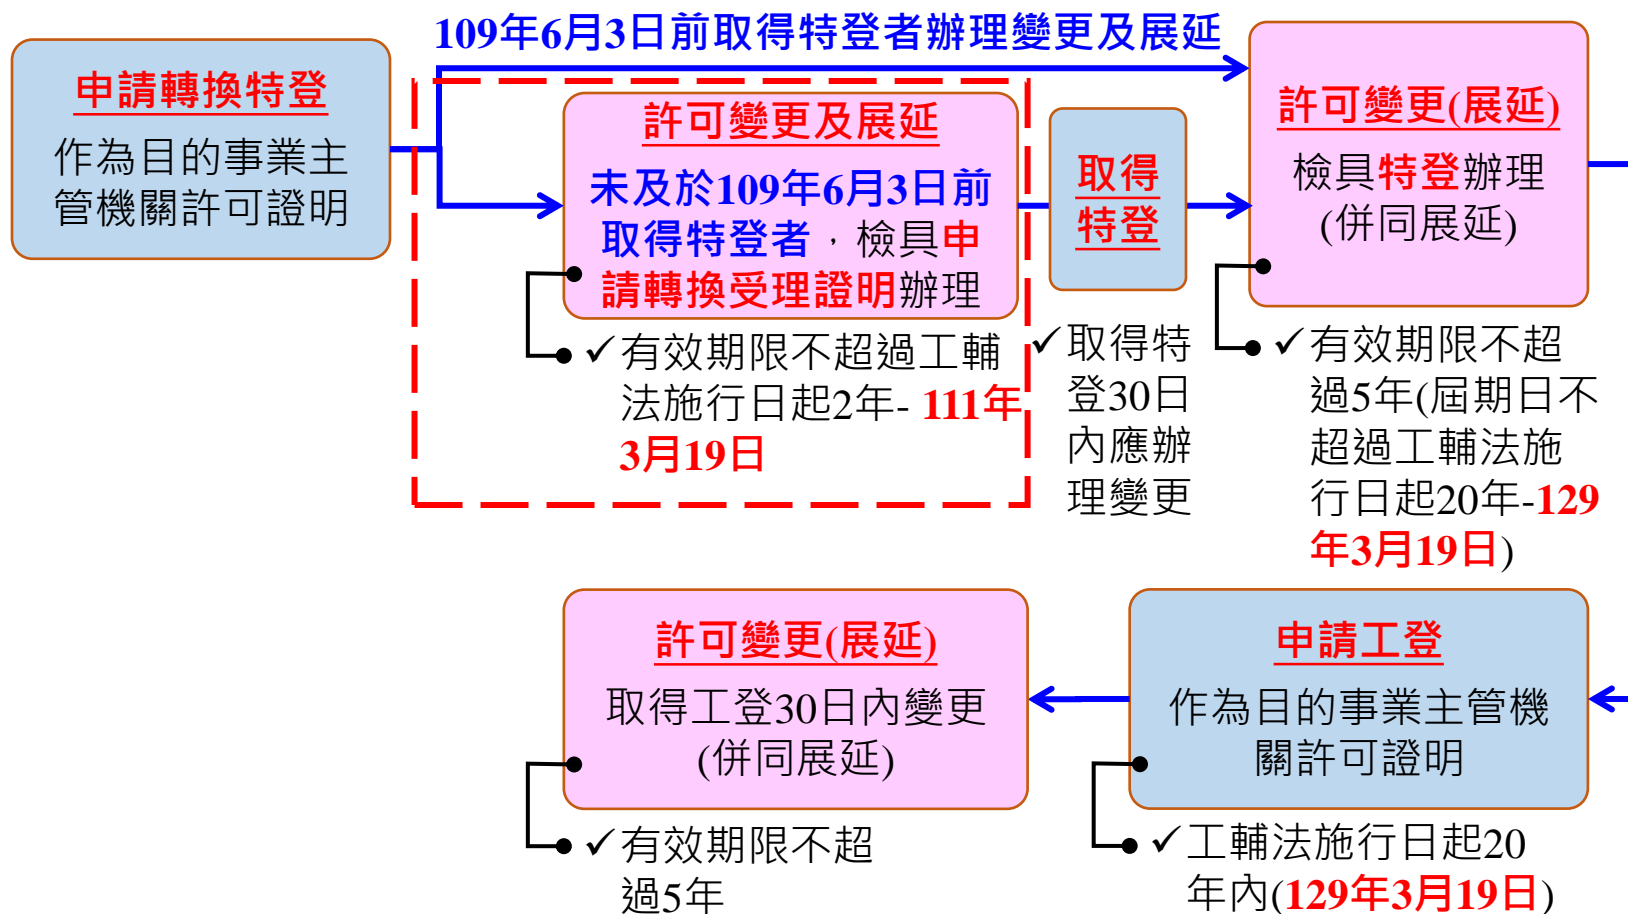 109年6月3日前取得特登者辦理變更及展延
申請轉換特登
作為目的事業主
管機關許可證明
許可變更及展延
未及於109年6月3日前
取得特登者，檢具申
請轉換受理證明辦理
✓有效期限不超過工輔
法施行日起2年- 111年
3月19日
取得
特登
✓取得特
登30日
內應辦
理變更
許可變更(展延)
檢具特登辦理
(併同展延)
✓有效期限不超
過5年(屆期日不
超過工輔法施
行日起20年-129
年3月19日)
申請工登
作為目的事業主管機
關許可證明
✓工輔法施行日起20
年內(129年3月19日)
許可變更(展延)
取得工登30日內變更
(併同展延)
✓有效期限不超
過5年